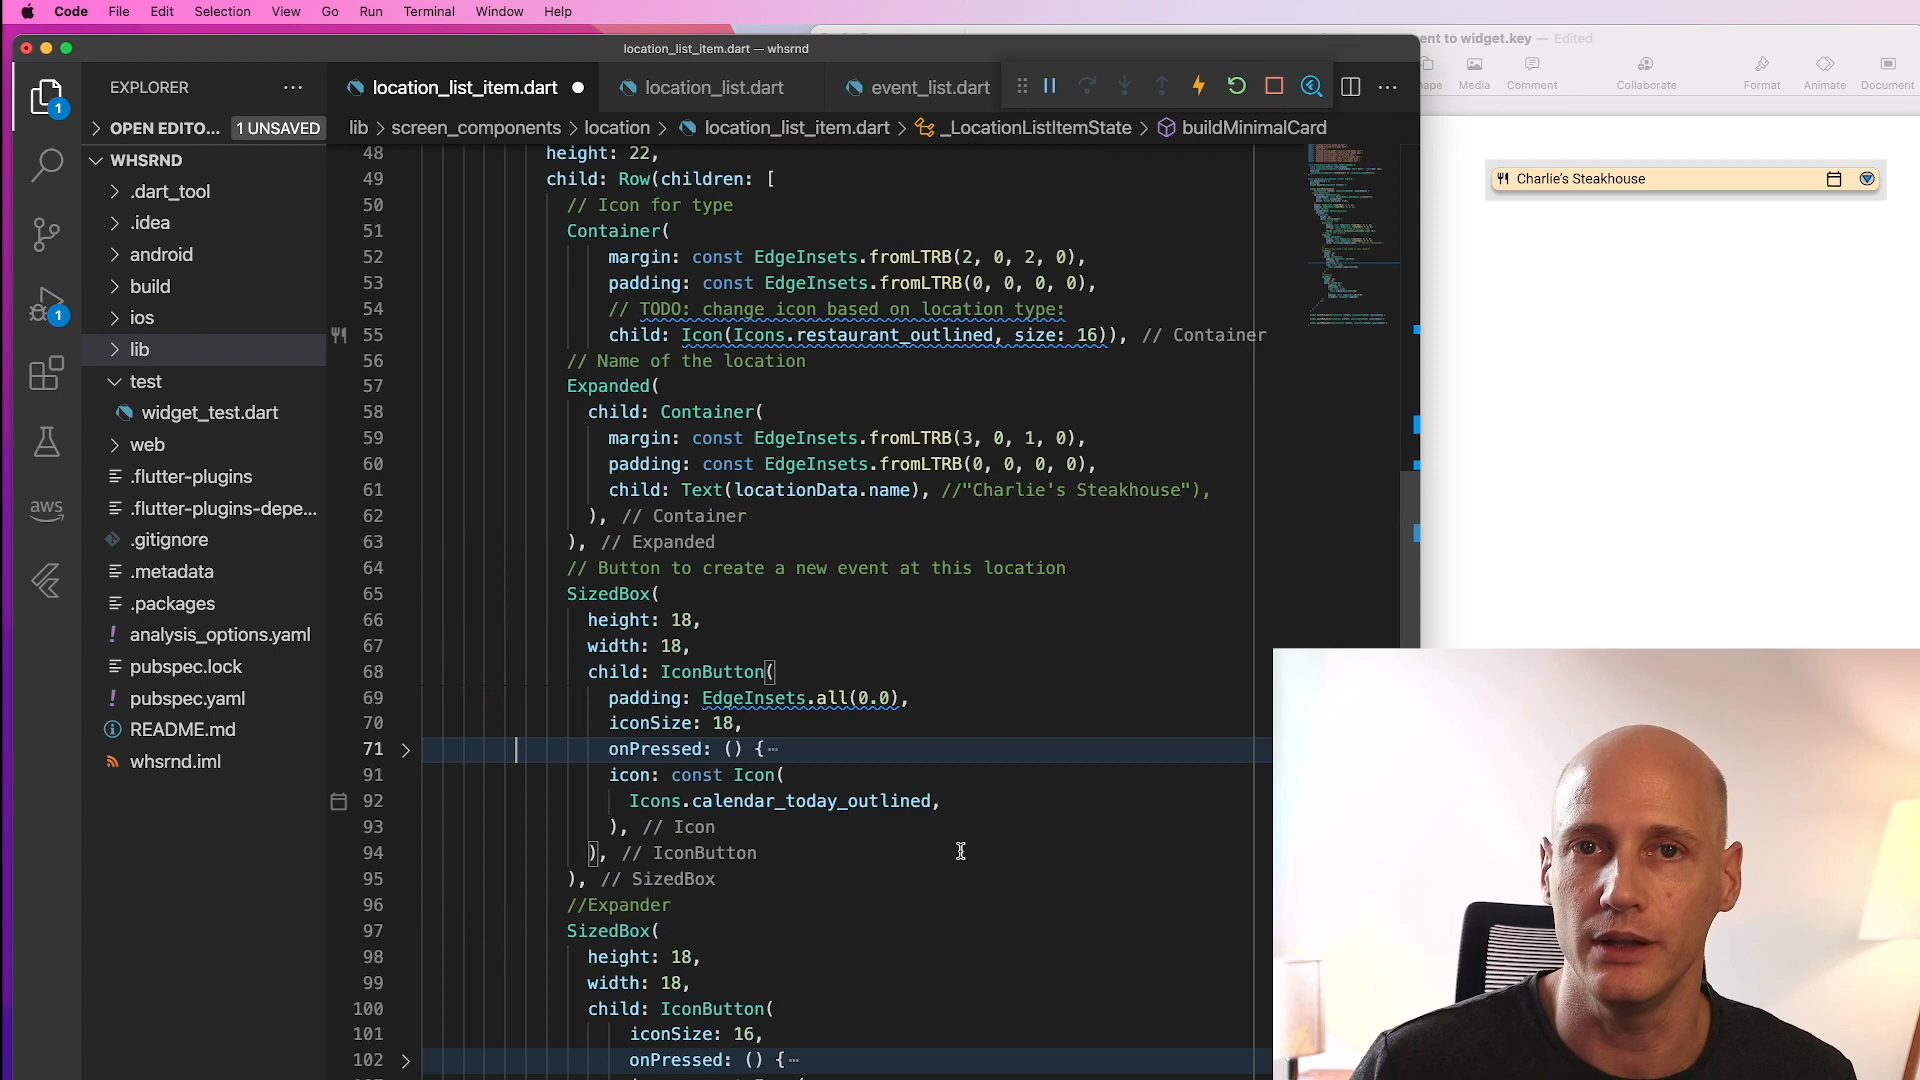 Code File Edit Selection View Go Run Terminal Window Help
location_list_item.dart — whsrnd
ent to widget.key — Edited
Media Comment Collaborate Format Animate Document
EXPLORER
location_list_item.dart location_list.dart event_list.dart
1
OPEN EDITO... 1 UNSAVED
lib > screen_components > location > location_list_item.dart > _LocationListItemState > buildMinimalCard
WHSRND
.dart_tool
.idea
android
build
ios
lib
test
widget_test.dart
web
.flutter-plugins
.flutter-plugins-depe...
.gitignore
.metadata
.packages
analysis_options.yaml
pubspec.lock
pubspec.yaml
README.md
whsrnd.iml
1
aws
48 height: 22,
49 child: Row(children: [
50 // Icon for type
51 Container(
52 margin: const EdgeInsets.fromLTRB(2, 0, 2, 0),
53 padding: const EdgeInsets.fromLTRB(0, 0, 0, 0),
54 // TODO: change icon based on location type:
55 child: Icon(Icons.restaurant_outlined, size: 16)), // Container
56 // Name of the location
57 Expanded(
58 child: Container(
59 margin: const EdgeInsets.fromLTRB(3, 0, 1, 0),
60 padding: const EdgeInsets.fromLTRB(0, 0, 0, 0),
61 child: Text(locationData.name), //"Charlie's Steakhouse"),
62 ), // Container
63 ), // Expanded
64 // Button to create a new event at this location
65 SizedBox(
66 height: 18,
67 width: 18,
68 child: IconButton(
69 padding: EdgeInsets.all(0.0),
70 iconSize: 18,
71 onPressed: () {⋯
91 icon: const Icon(
92 Icons.calendar_today_outlined,
93 ), // Icon
94 ), // IconButton
95 ), // SizedBox
96 //Expander
97 SizedBox(
98 height: 18,
99 width: 18,
100 child: IconButton(
101 iconSize: 16,
102 onPressed: () {⋯
Charlie’s Steakhouse